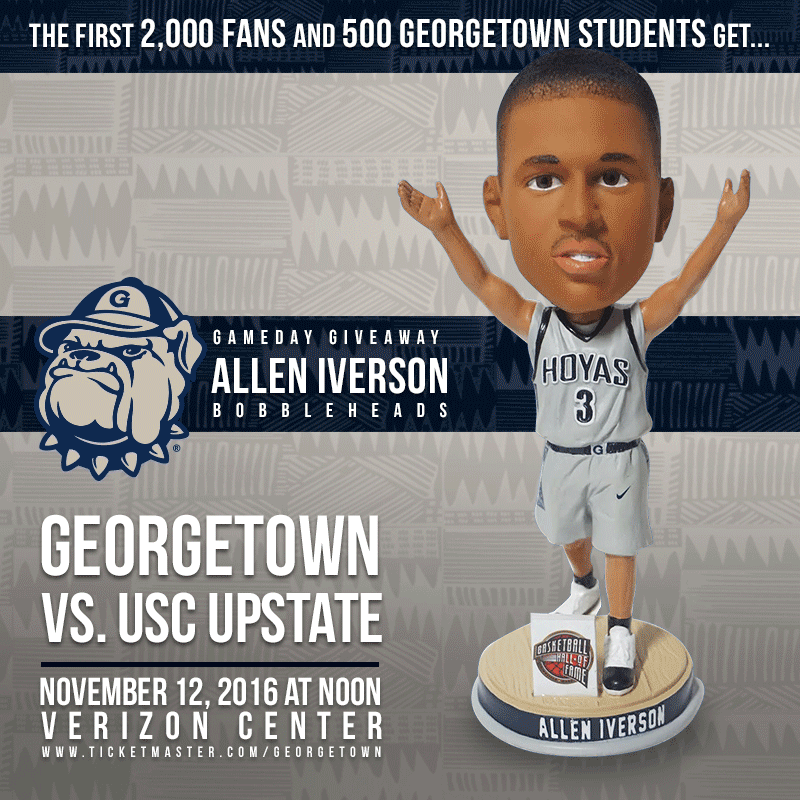 THE FIRST 2,000 FANS AND 500 GEORGETOWN STUDENTS GET...
G
GAMEDAY GIVEAWAY
ALLEN IVERSON
BOBBLEHEADS
®
HOYAS
3
G
GEORGETOWN
VS. USC UPSTATE
NOVEMBER 12, 2016 AT NOON
VERIZON CENTER
WWW.TICKETMASTER.COM/GEORGETOWN
BASKETBALL
HALL·OF
FAME
ALLEN IVERSON